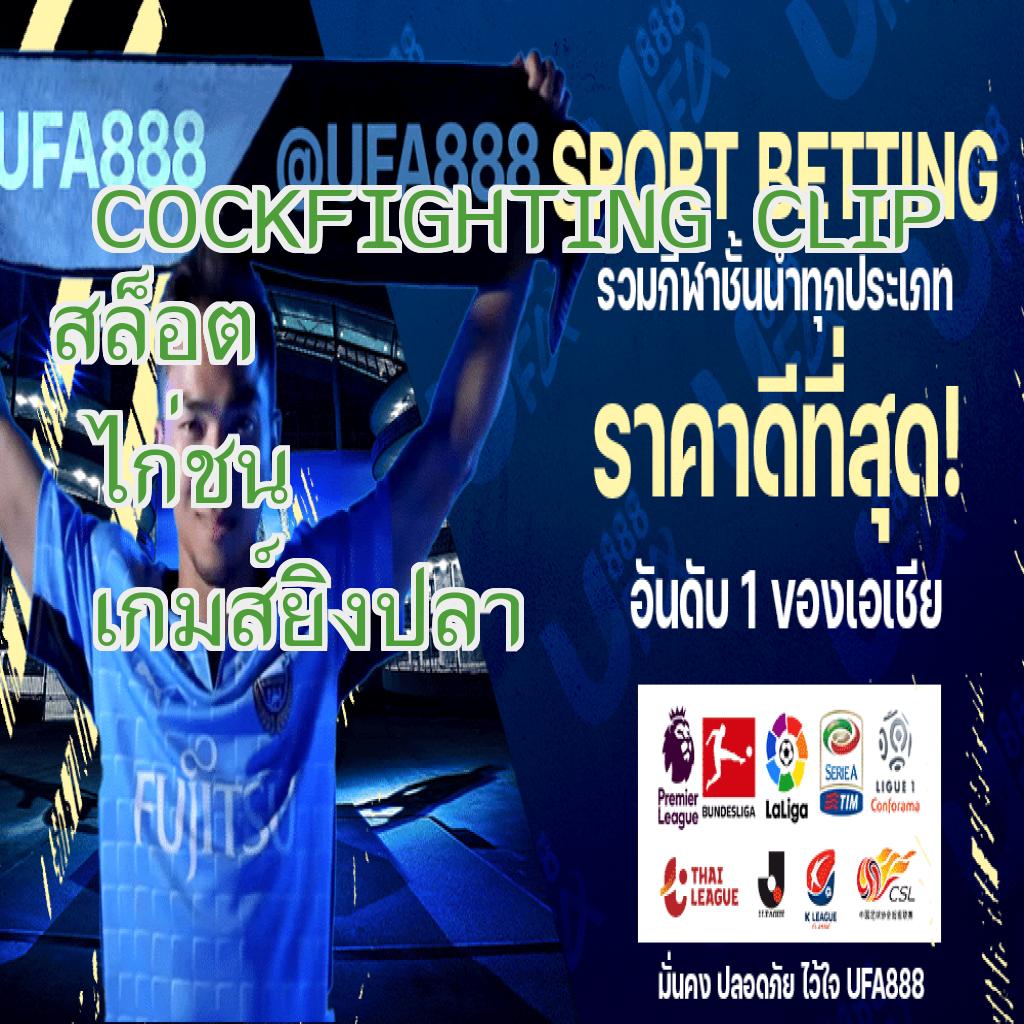 UFA888
@UFA888
SPORT BETTING
COCKFIGHTING CLIP
รวมกีฬาชั้นนำทุกประเภท
สล็อต
ราคาดีที่สุด!
ไก่ชน
อันดับ 1 ของเอเชีย
เกมส์ยิงปลา
FUJITSU
Premier League
BUNDESLIGA
LaLiga
SERIE A
TIM
LIGUE 1
Conforama
THAI LEAGUE
J.LEAGUE
K LEAGUE
CSL
มั่นคง ปลอดภัย ไว้ใจ UFA888